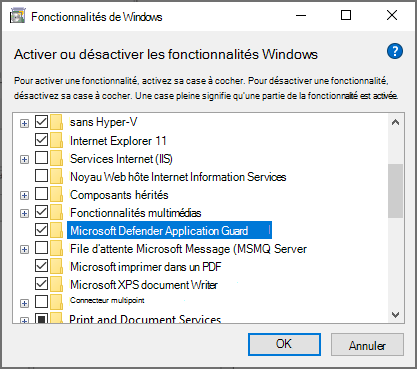 Fonctionnalités de Windows
Activer ou désactiver les fonctionnalités Windows
Pour activer une fonctionnalité, activez sa case à cocher. Pour désactiver une fonctionnalité,
désactivez sa case à cocher. Une case pleine signifie qu'une partie de la fonctionnalité est activée.
sans Hyper-V
Internet Explorer 11
Services Internet (IIS)
Noyau Web hôte Internet Information Services
Composants hérités
Fonctionnalités multimédias
Microsoft Defender Application Guard
File d'attente Microsoft Message (MSMQ Server
Microsoft imprimer dans un PDF
Microsoft XPS document Writer
Connecteur multipoint
Print and Document Services
OK
Annuler